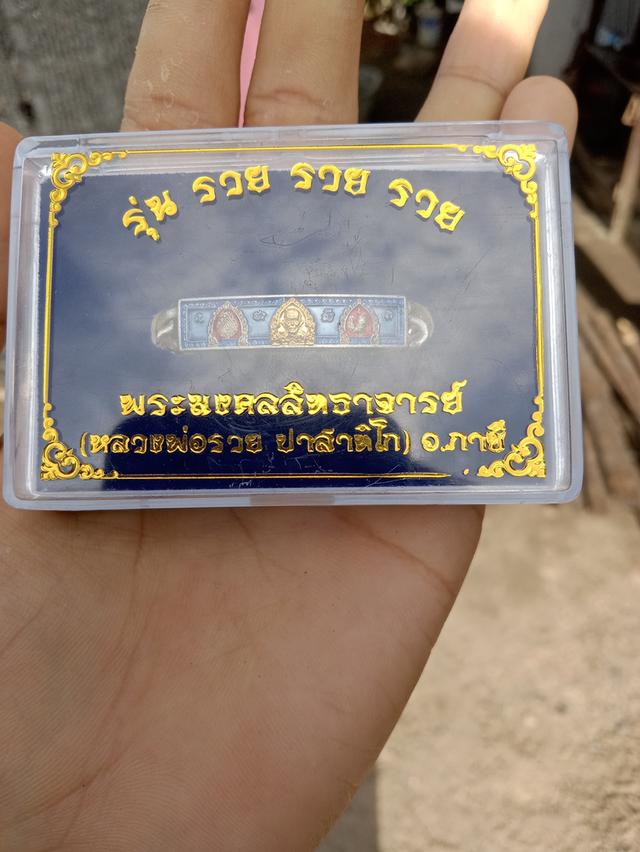 รุ่น รวย รวย รวย
พระมงคลสิทธาจารย์
(หลวงพ่อรวย ปาสาทิโก) อ.ภาชี